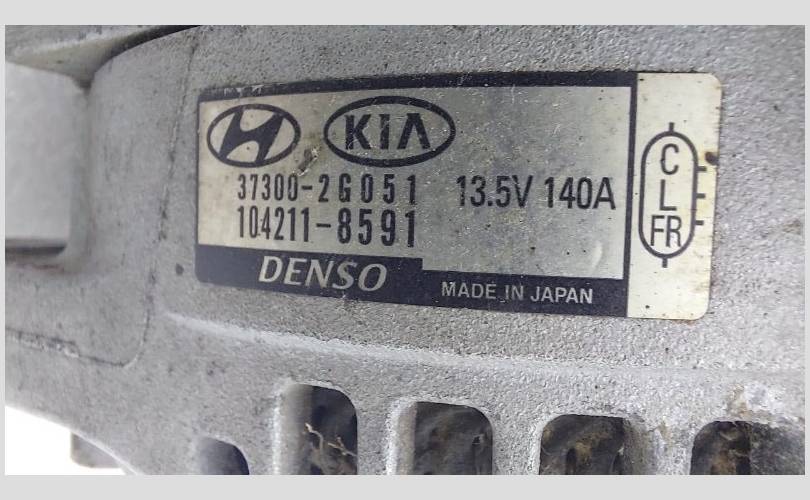 KIA
37300-2G051 13.5V 140A
104211-8591
DENSO
MADE IN JAPAN
C
L
FR